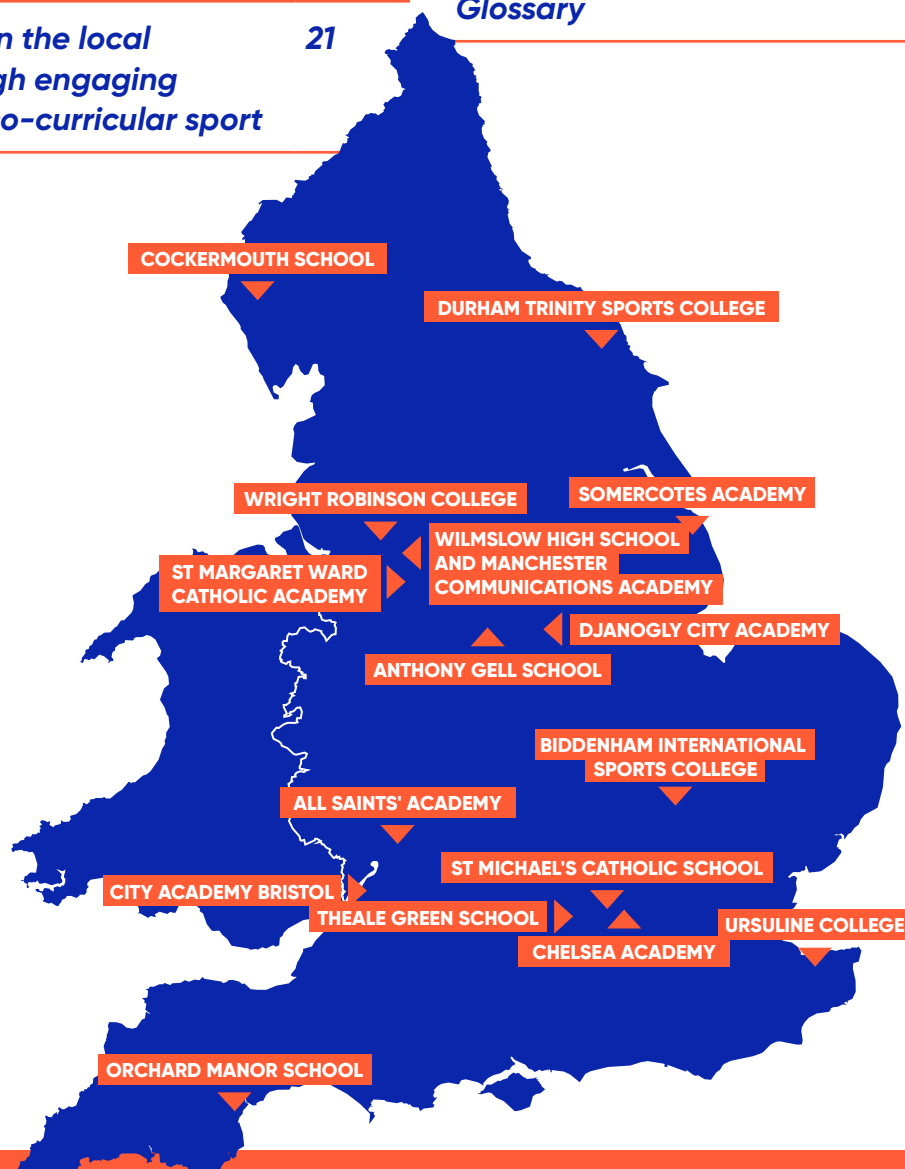 Glossary
n the local 21
gh engaging
o-curricular sport
COCKERMOUTH SCHOOL
DURHAM TRINITY SPORTS COLLEGE
WRIGHT ROBINSON COLLEGE
SOMERCOTES ACADEMY
WILMSLOW HIGH SCHOOL
AND MANCHESTER
COMMUNICATIONS ACADEMY
ST MARGARET WARD
CATHOLIC ACADEMY
DJANOGLY CITY ACADEMY
ANTHONY GELL SCHOOL
BIDDENHAM INTERNATIONAL
SPORTS COLLEGE
ALL SAINTS' ACADEMY
ST MICHAEL'S CATHOLIC SCHOOL
CITY ACADEMY BRISTOL
THEALE GREEN SCHOOL
URSULINE COLLEGE
CHELSEA ACADEMY
ORCHARD MANOR SCHOOL